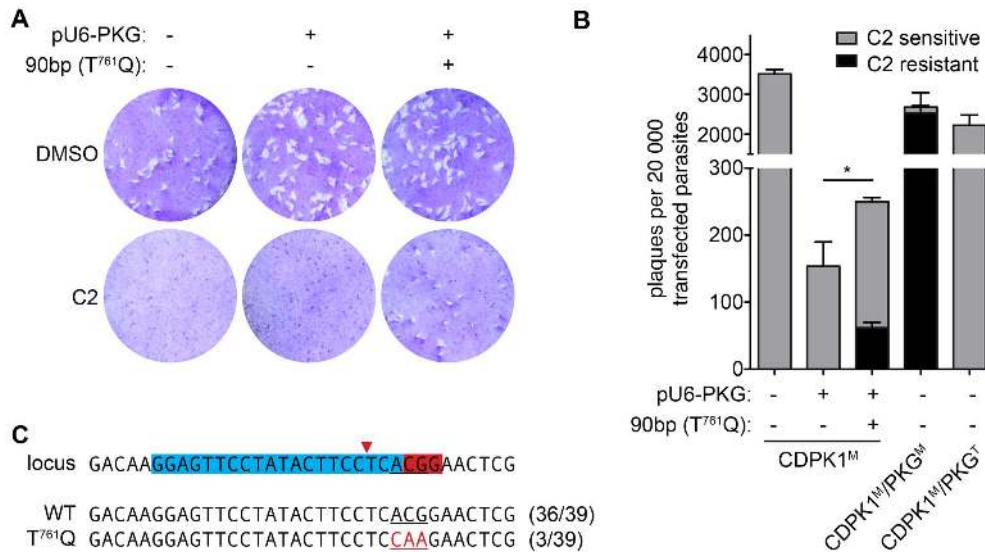 A
pU6-PKG: - + +
90bp (T⁷⁶¹Q): - - +
DMSO
C2
B
C2 sensitive
C2 resistant
plaques per 20 000
transfected parasites
4000
3000
2000
300
200
100
0
*
pU6-PKG: - + + - -
90bp (T⁷⁶¹Q): - - + - -
CDPK1ᴹ
CDPK1ᴹ/PKGᴹ
CDPK1ᴹ/PKGᵀ
C
locus GACAAGGAGTTCCTATACTTCCTCACGGAACTCG
WT GACAAGGAGTTCCTATACTTCCTCACGGAACTCG (36/39)
T⁷⁶¹Q GACAAGGAGTTCCTATACTTCCTCCAAGAACTCG (3/39)